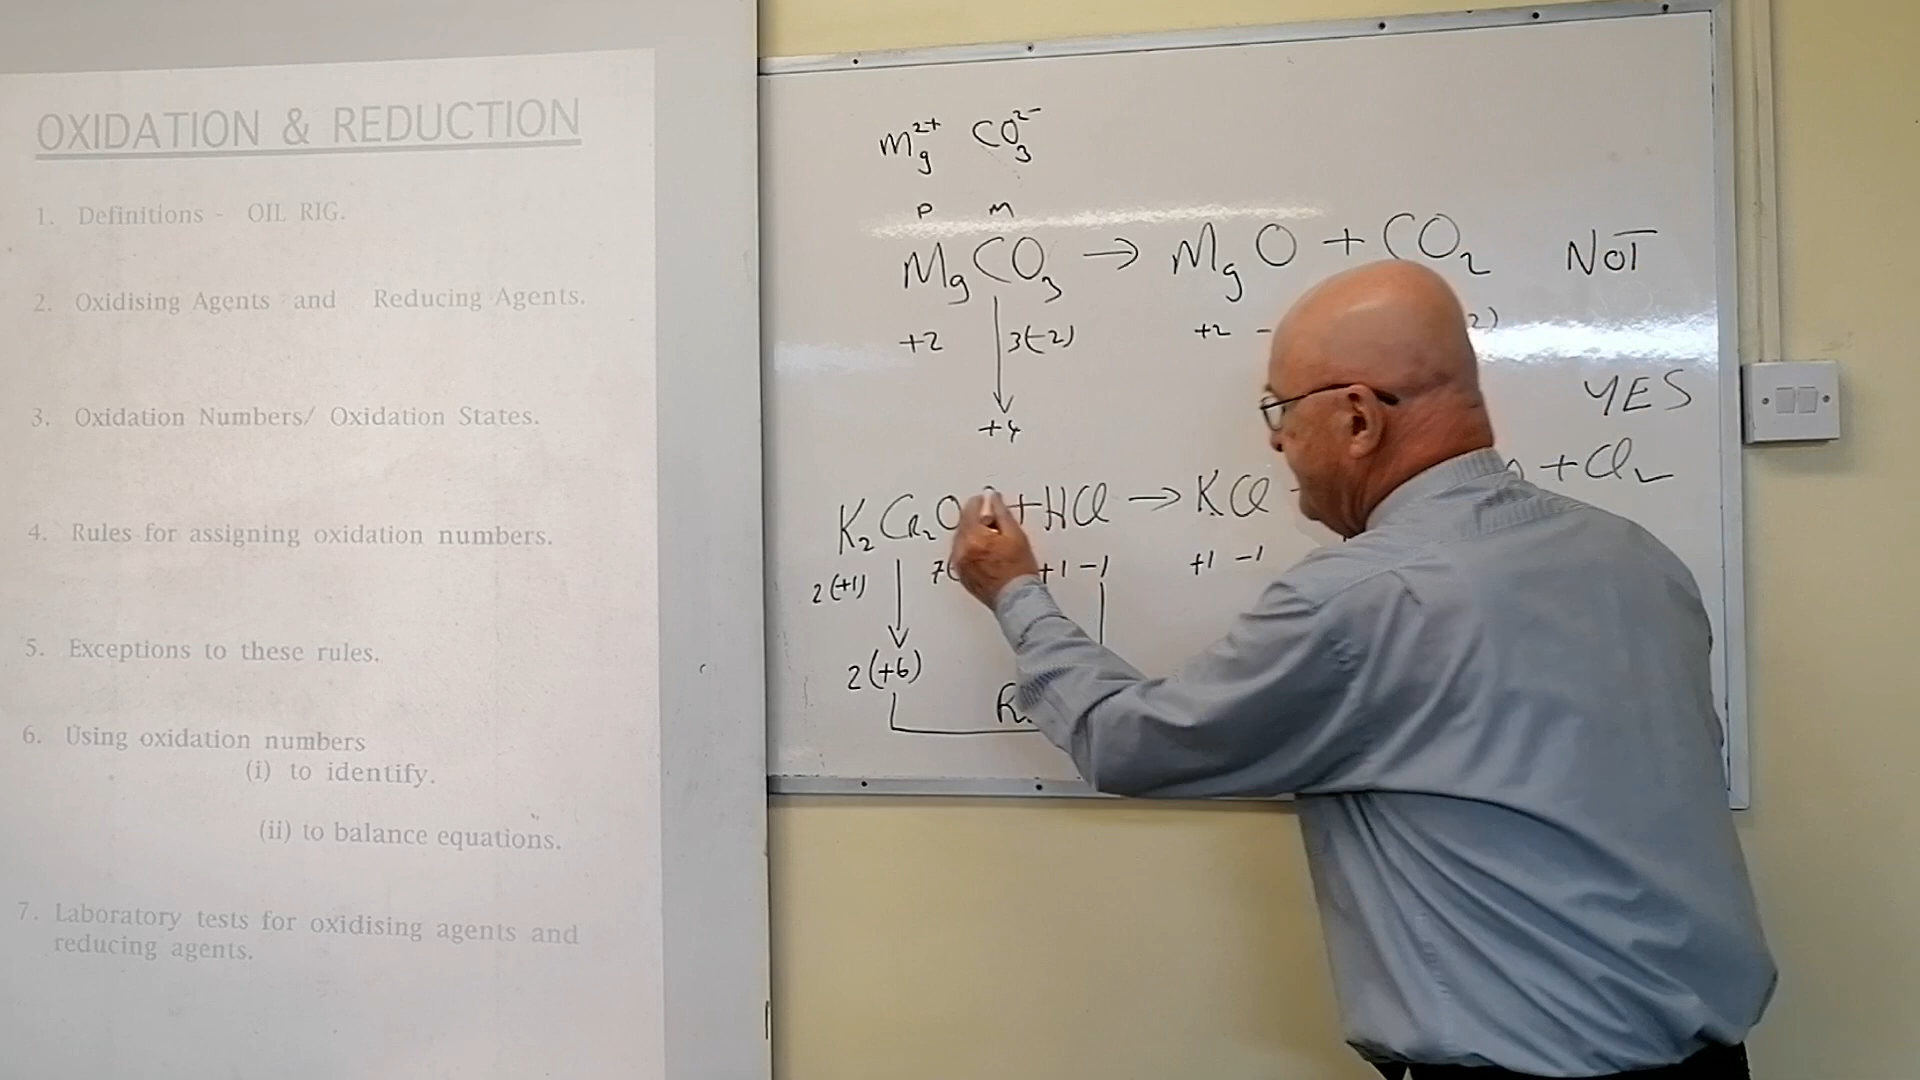 OXIDATION & REDUCTION
1. Definitions - OIL RIG.
2. Oxidising Agents and Reducing Agents.
3. Oxidation Numbers/ Oxidation States.
4. Rules for assigning oxidation numbers.
5. Exceptions to these rules.
6. Using oxidation numbers
(i) to identify.
(ii) to balance equations.
7. Laboratory tests for oxidising agents and
reducing agents.
Mg²⁺ CO₃²⁻
P M
MgCO₃ → MgO + CO₂ NOT
+2 3(-2) +2 -
+4
YES
K₂Cr₂O + HCl → KCl + Cl₂
2(+1) 7( +1 -1 +1 -1
2(+6)
R